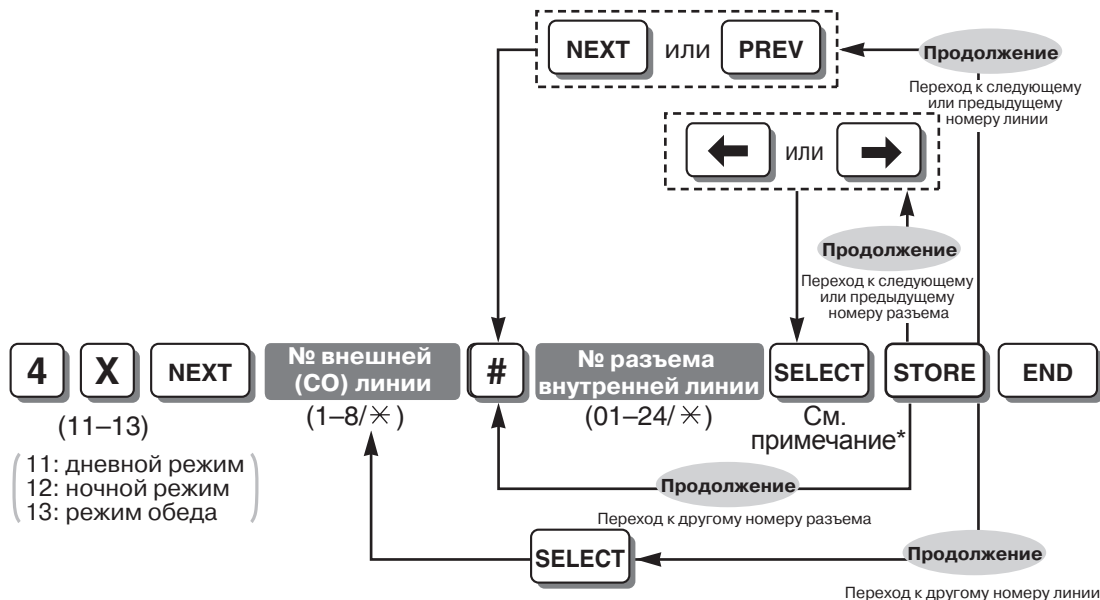 NEXT или PREV
Продолжение
Переход к следующему
или предыдущему
номеру линии
← или →
Продолжение
Переход к следующему
или предыдущему
номеру разъема
4 X NEXT
№ внешней
(CO) линии
#
№ разъема
внутренней линии
SELECT STORE END
(11–13)
(1–8/✳)
(01–24/✳)
См.
примечание*
11: дневной режим
12: ночной режим
13: режим обеда
Продолжение
Переход к другому номеру разъема
SELECT
Продолжение
Переход к другому номеру линии